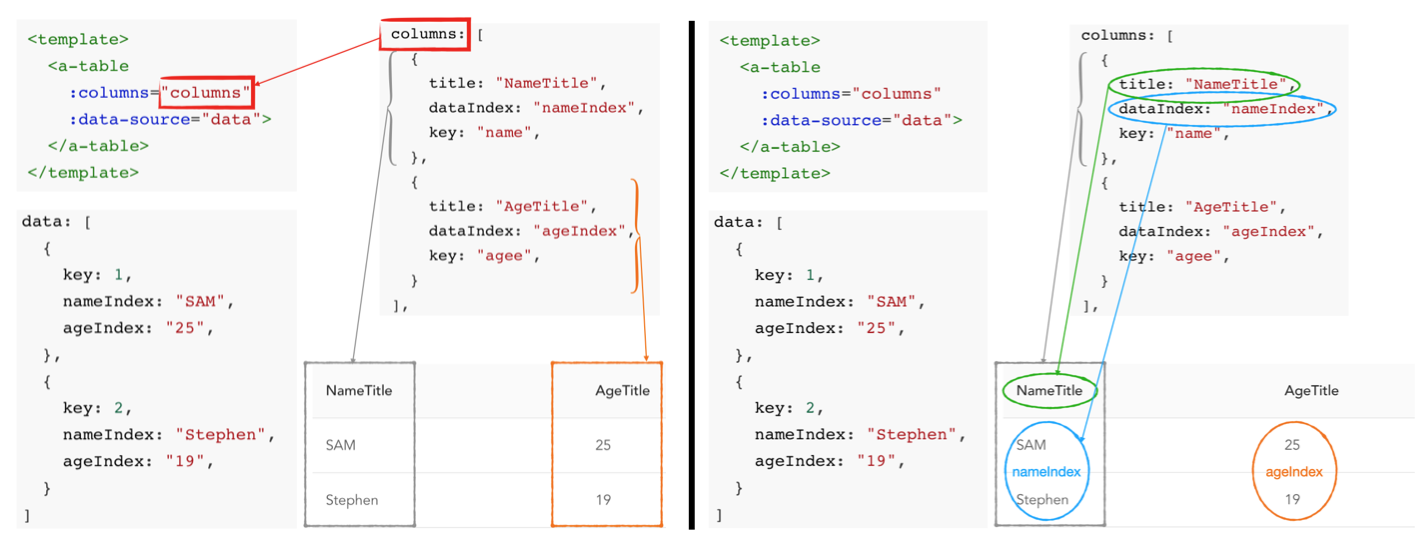 <template>
<a-table
:columns="columns"
:data-source="data">
</a-table>
</template>
data: [
{
key: 1,
nameIndex: "SAM",
ageIndex: "25",
},
{
key: 2,
nameIndex: "Stephen",
ageIndex: "19",
}
]
columns: [
{
title: "NameTitle",
dataIndex: "nameIndex",
key: "name",
},
{
title: "AgeTitle",
dataIndex: "ageIndex",
key: "agee",
}
],
NameTitle AgeTitle
SAM 25
Stephen 19
<template>
<a-table
:columns="columns"
:data-source="data">
</a-table>
</template>
data: [
{
key: 1,
nameIndex: "SAM",
ageIndex: "25",
},
{
key: 2,
nameIndex: "Stephen",
ageIndex: "19",
}
]
columns: [
{
title: "NameTitle",
dataIndex: "nameIndex",
key: "name",
},
{
title: "AgeTitle",
dataIndex: "ageIndex",
key: "agee",
}
],
NameTitle AgeTitle
SAM 25
nameIndex ageIndex
Stephen 19